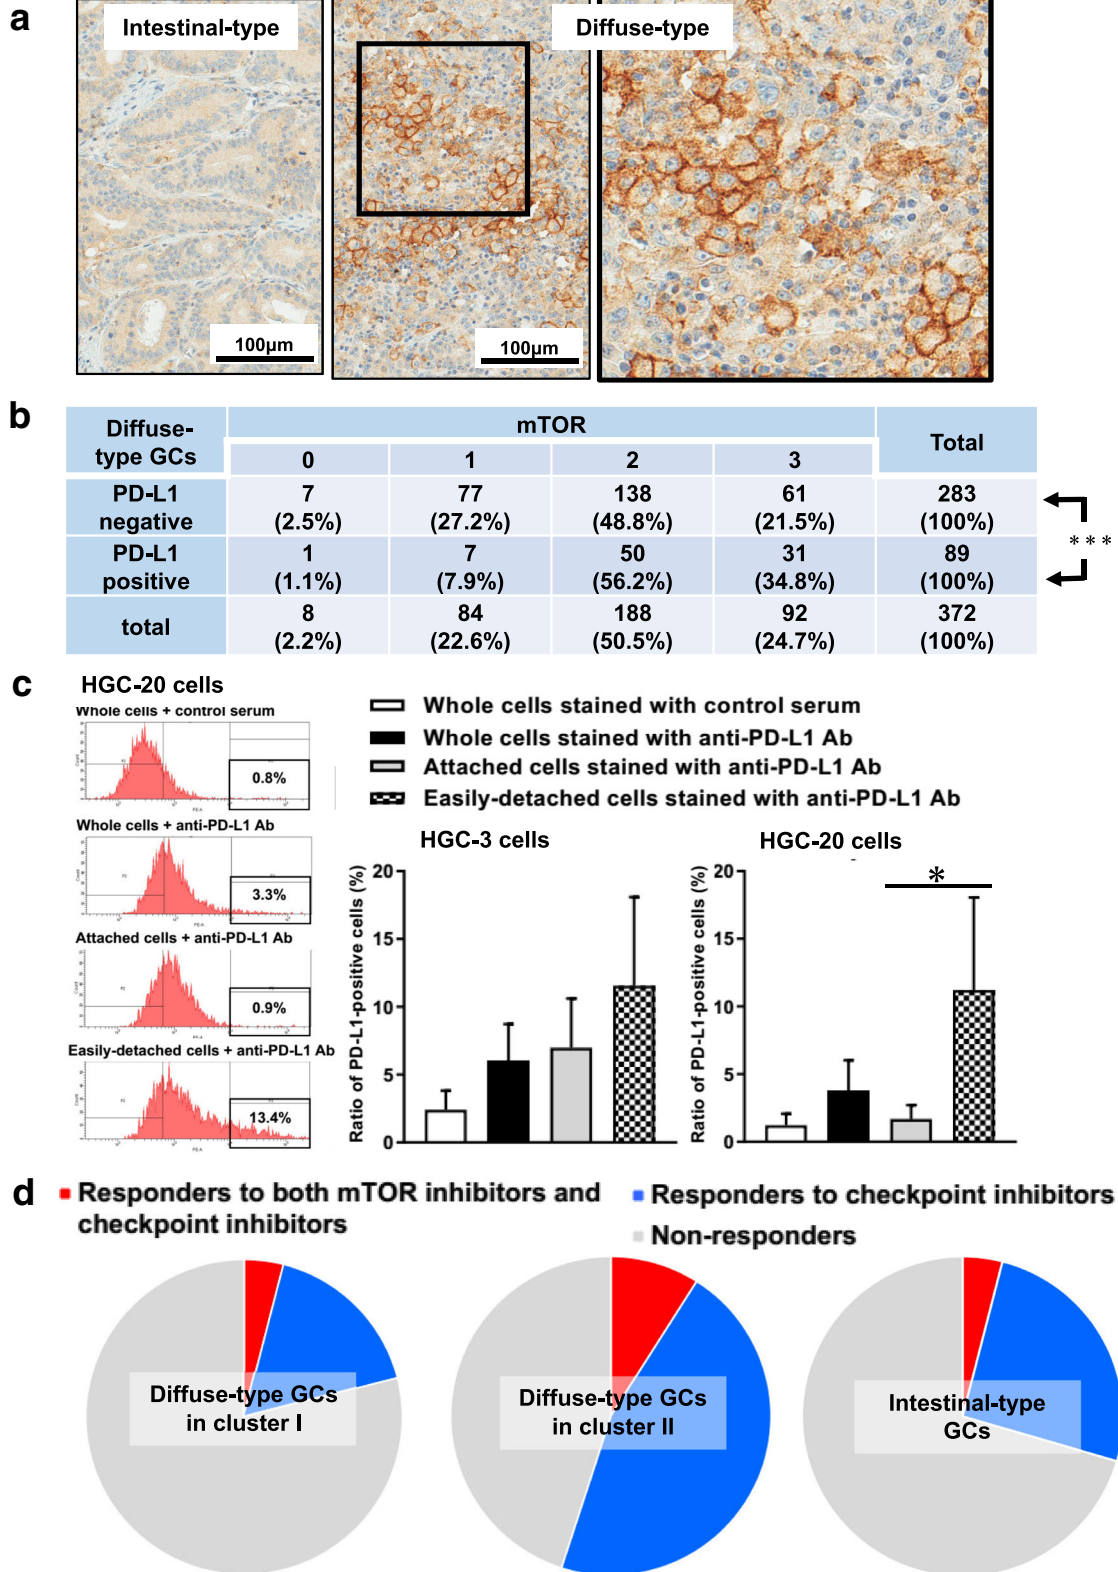 a
Intestinal-type
Diffuse-type
100µm
100µm
b
Diffuse-type GCs
mTOR
Total
0 1 2 3
PD-L1 negative
7 (2.5%)
77 (27.2%)
138 (48.8%)
61 (21.5%)
283 (100%)
PD-L1 positive
1 (1.1%)
7 (7.9%)
50 (56.2%)
31 (34.8%)
89 (100%)
***
total
8 (2.2%)
84 (22.6%)
188 (50.5%)
92 (24.7%)
372 (100%)
c
HGC-20 cells
Whole cells + control serum
0.8%
Whole cells + anti-PD-L1 Ab
3.3%
Attached cells + anti-PD-L1 Ab
0.9%
Easily-detached cells + anti-PD-L1 Ab
13.4%
Whole cells stained with control serum
Whole cells stained with anti-PD-L1 Ab
Attached cells stained with anti-PD-L1 Ab
Easily-detached cells stained with anti-PD-L1 Ab
HGC-3 cells
Ratio of PD-L1-positive cells (%)
20
15
10
5
0
HGC-20 cells
Ratio of PD-L1-positive cells (%)
20
15
10
5
0
*
d
Responders to both mTOR inhibitors and
checkpoint inhibitors
Responders to checkpoint inhibitors
Non-responders
Diffuse-type GCs
in cluster I
Diffuse-type GCs
in cluster II
Intestinal-type
GCs